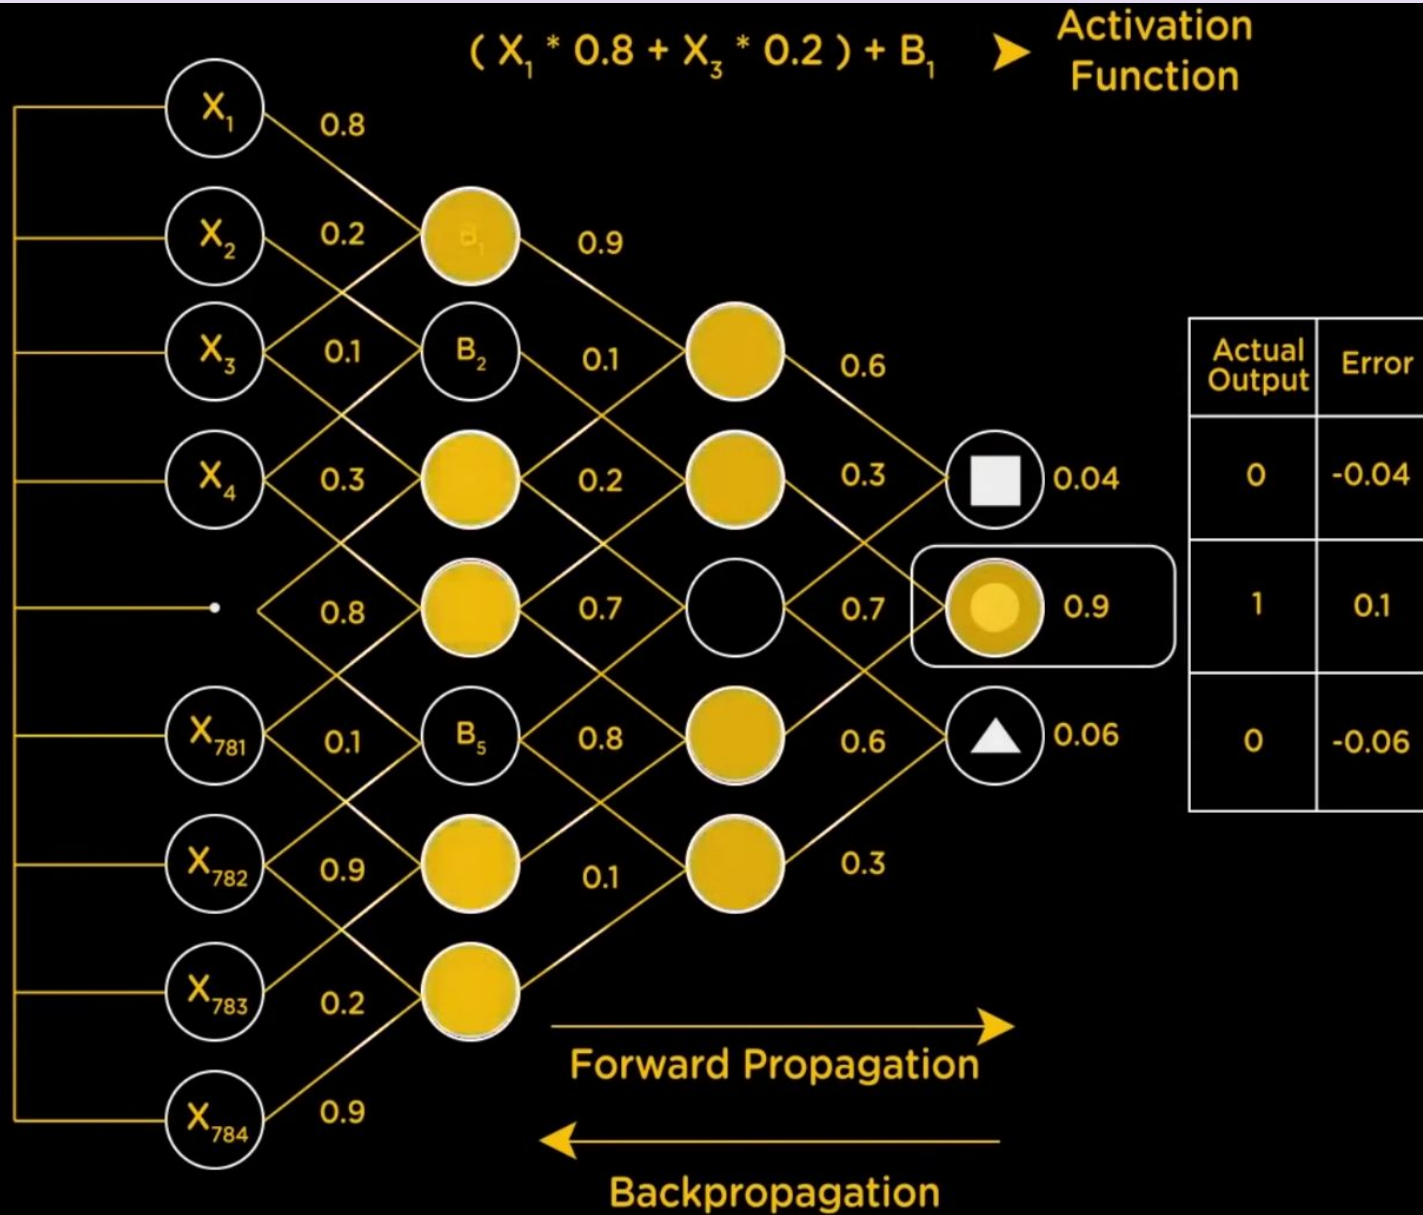 ( X₁ * 0.8 + X₃ * 0.2 ) + B₁
Activation
Function
X₁
0.8
X₂
0.2
B₁
0.9
X₃
0.1
B₂
0.1
0.6
X₄
0.3
0.2
0.3
0.04
0.8
0.7
0.7
0.9
X₇₈₁
0.1
B₅
0.8
0.6
0.06
X₇₈₂
0.9
0.1
0.3
X₇₈₃
0.2
X₇₈₄
0.9
Actual
Output
Error
0
-0.04
1
0.1
0
-0.06
Forward Propagation
Backpropagation